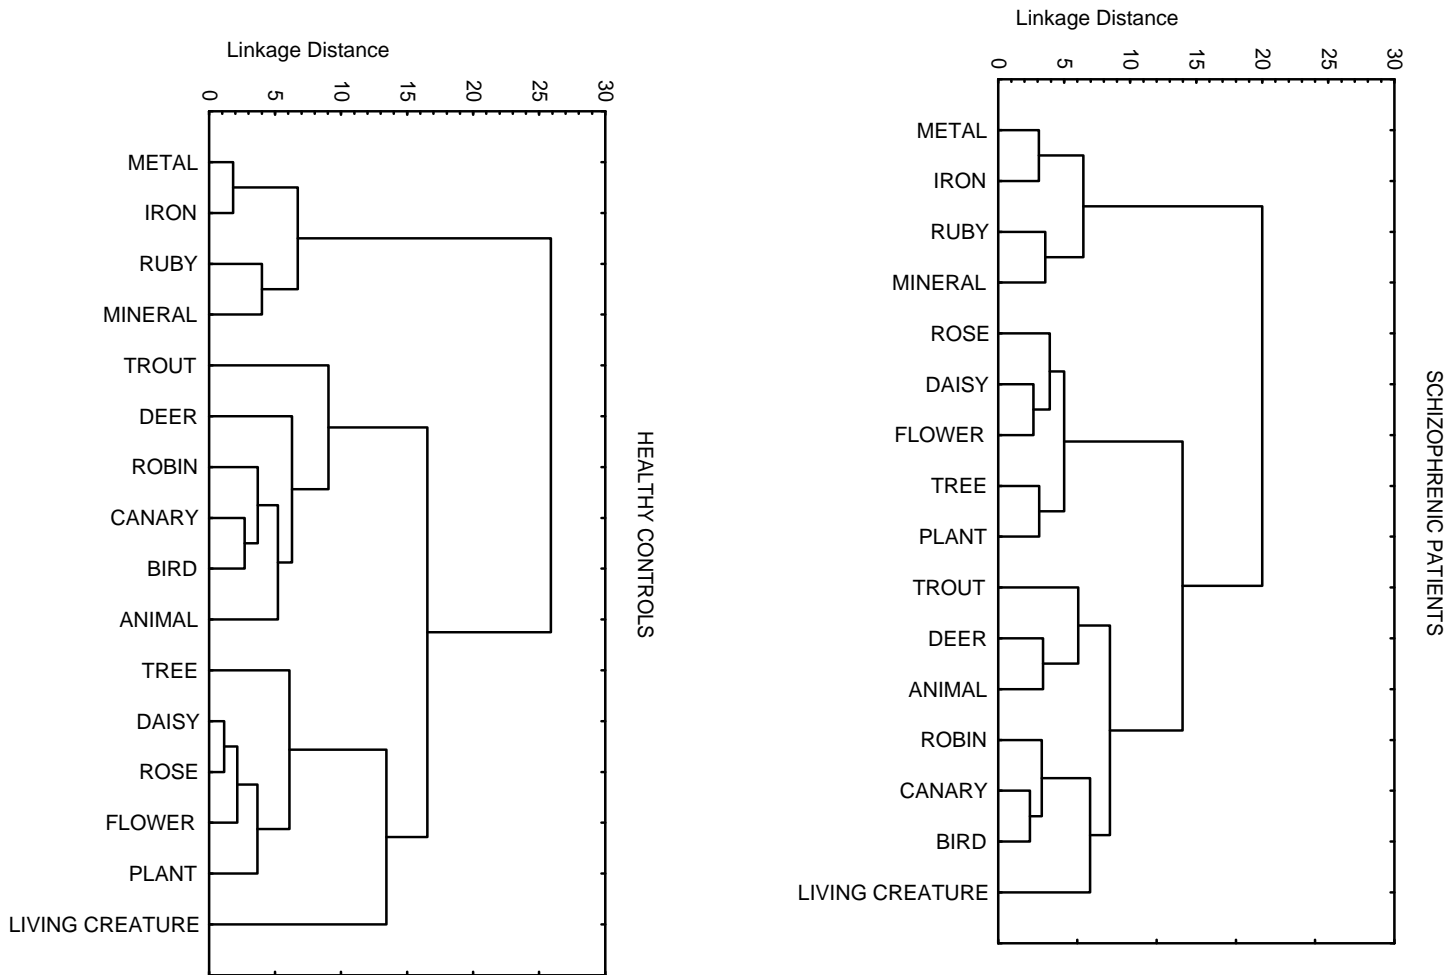 Linkage Distance
0 5 10 15 20 25 30
METAL
IRON
RUBY
MINERAL
TROUT
DEER
ROBIN
CANARY
BIRD
ANIMAL
TREE
DAISY
ROSE
FLOWER
PLANT
LIVING CREATURE
HEALTHY CONTROLS
Linkage Distance
0 5 10 15 20 25 30
METAL
IRON
RUBY
MINERAL
ROSE
DAISY
FLOWER
TREE
PLANT
TROUT
DEER
ANIMAL
ROBIN
CANARY
BIRD
LIVING CREATURE
SCHIZOPHRENIC PATIENTS